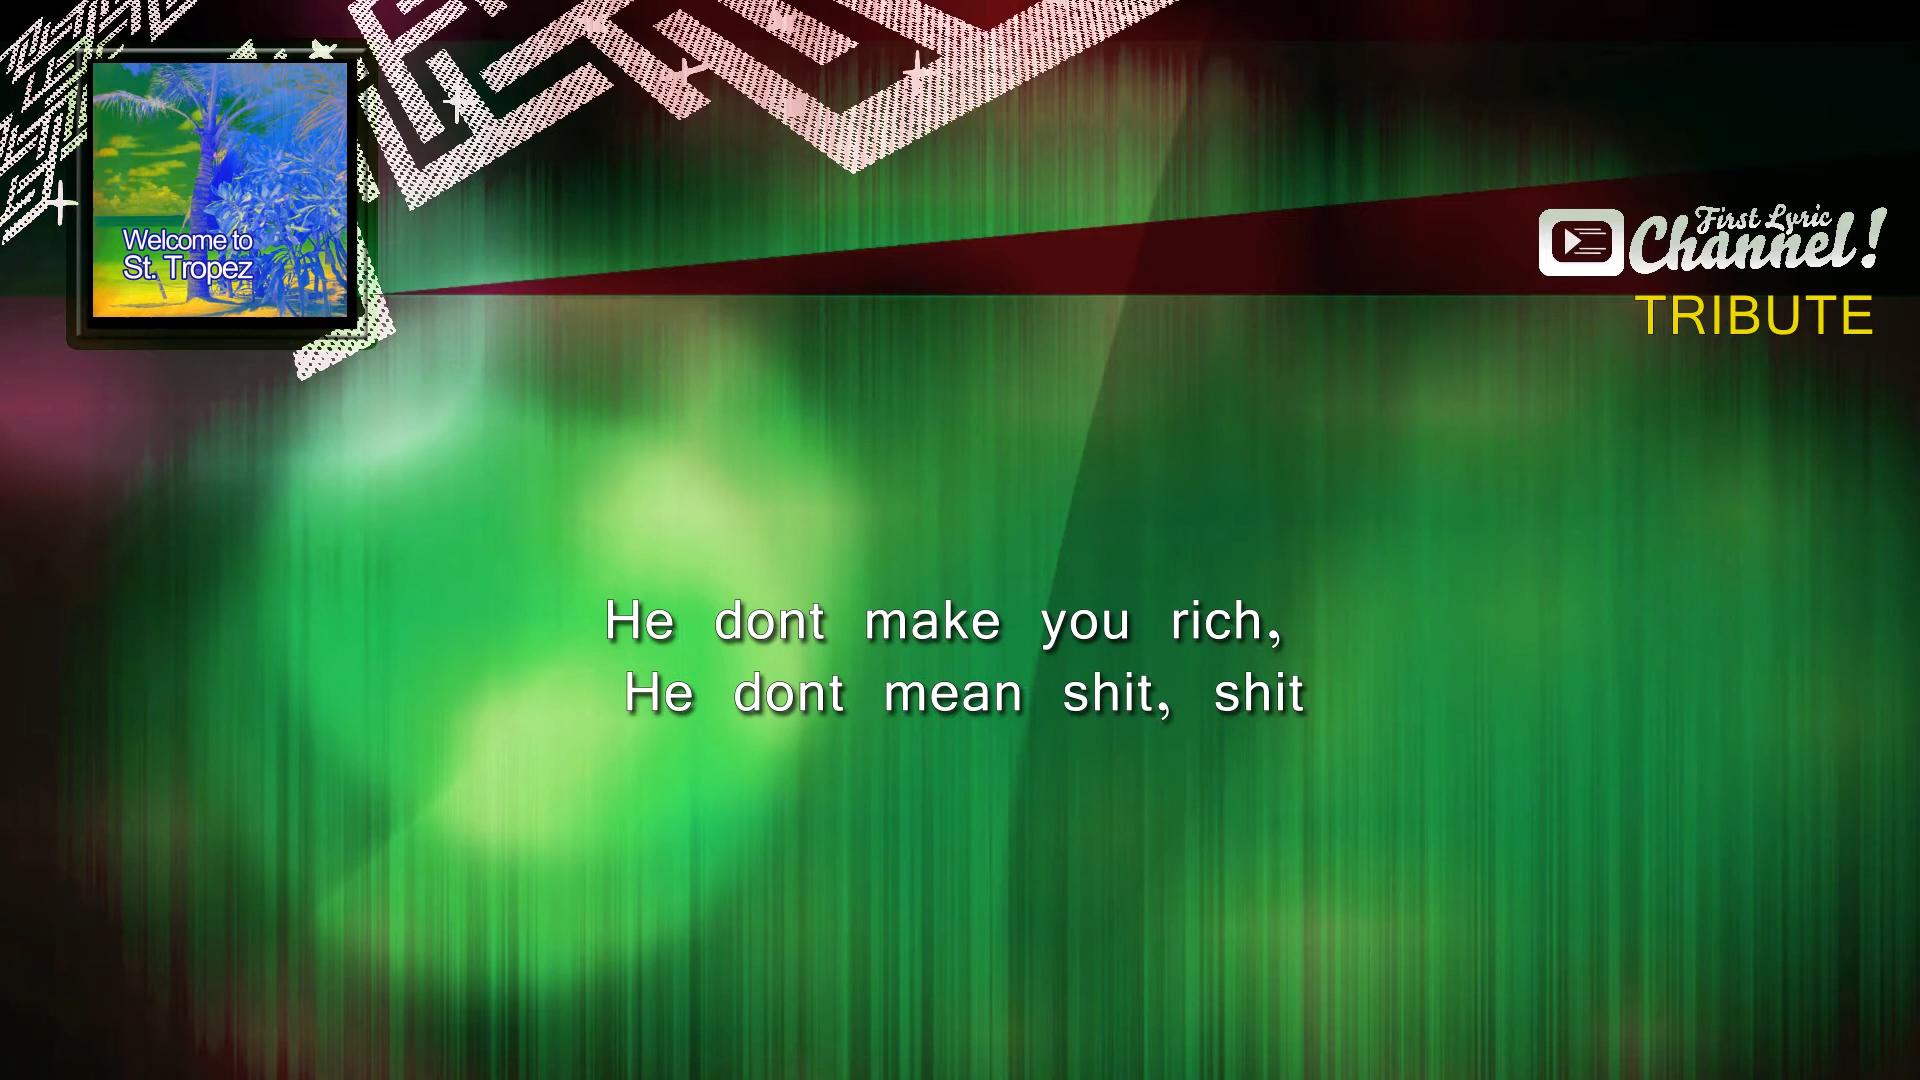 Welcome to
St. Tropez
First Lyric
Channel!
TRIBUTE
He dont make you rich,
He dont mean shit, shit